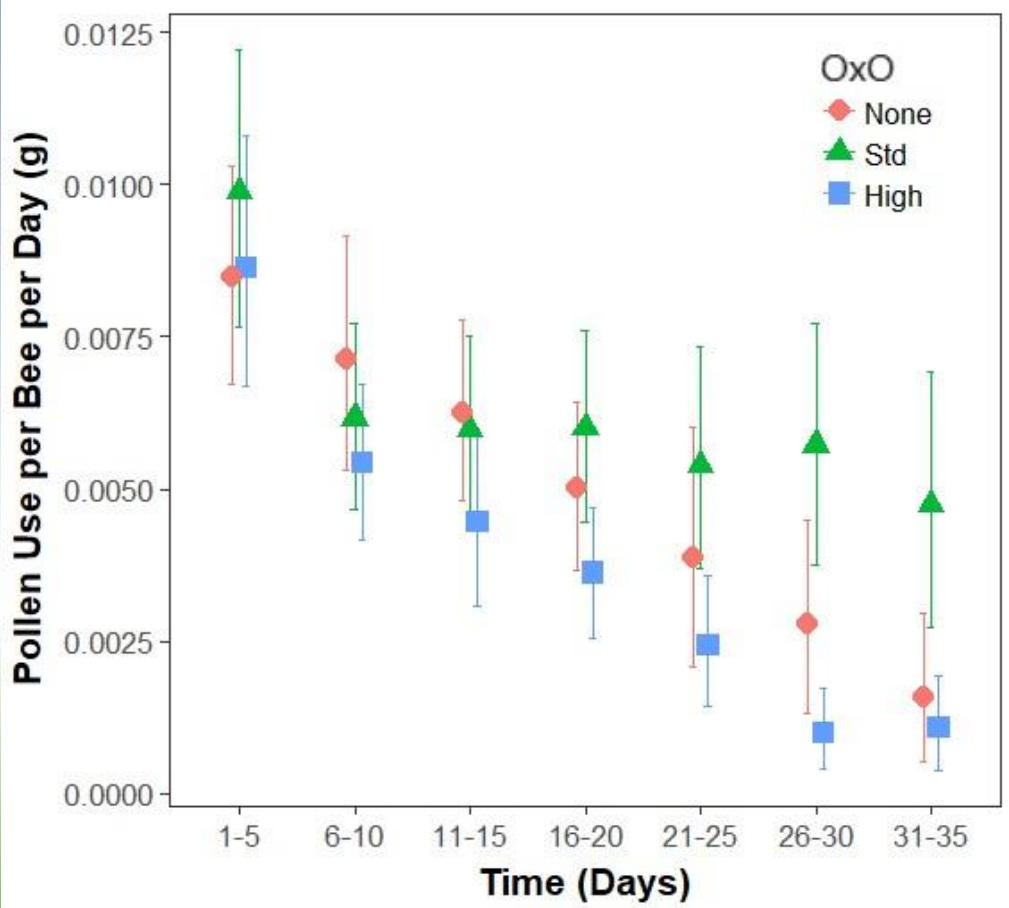 Pollen Use per Bee per Day (g)
0.0125
0.0100
0.0075
0.0050
0.0025
0.0000
OxO
None
Std
High
1-5 6-10 11-15 16-20 21-25 26-30 31-35
Time (Days)